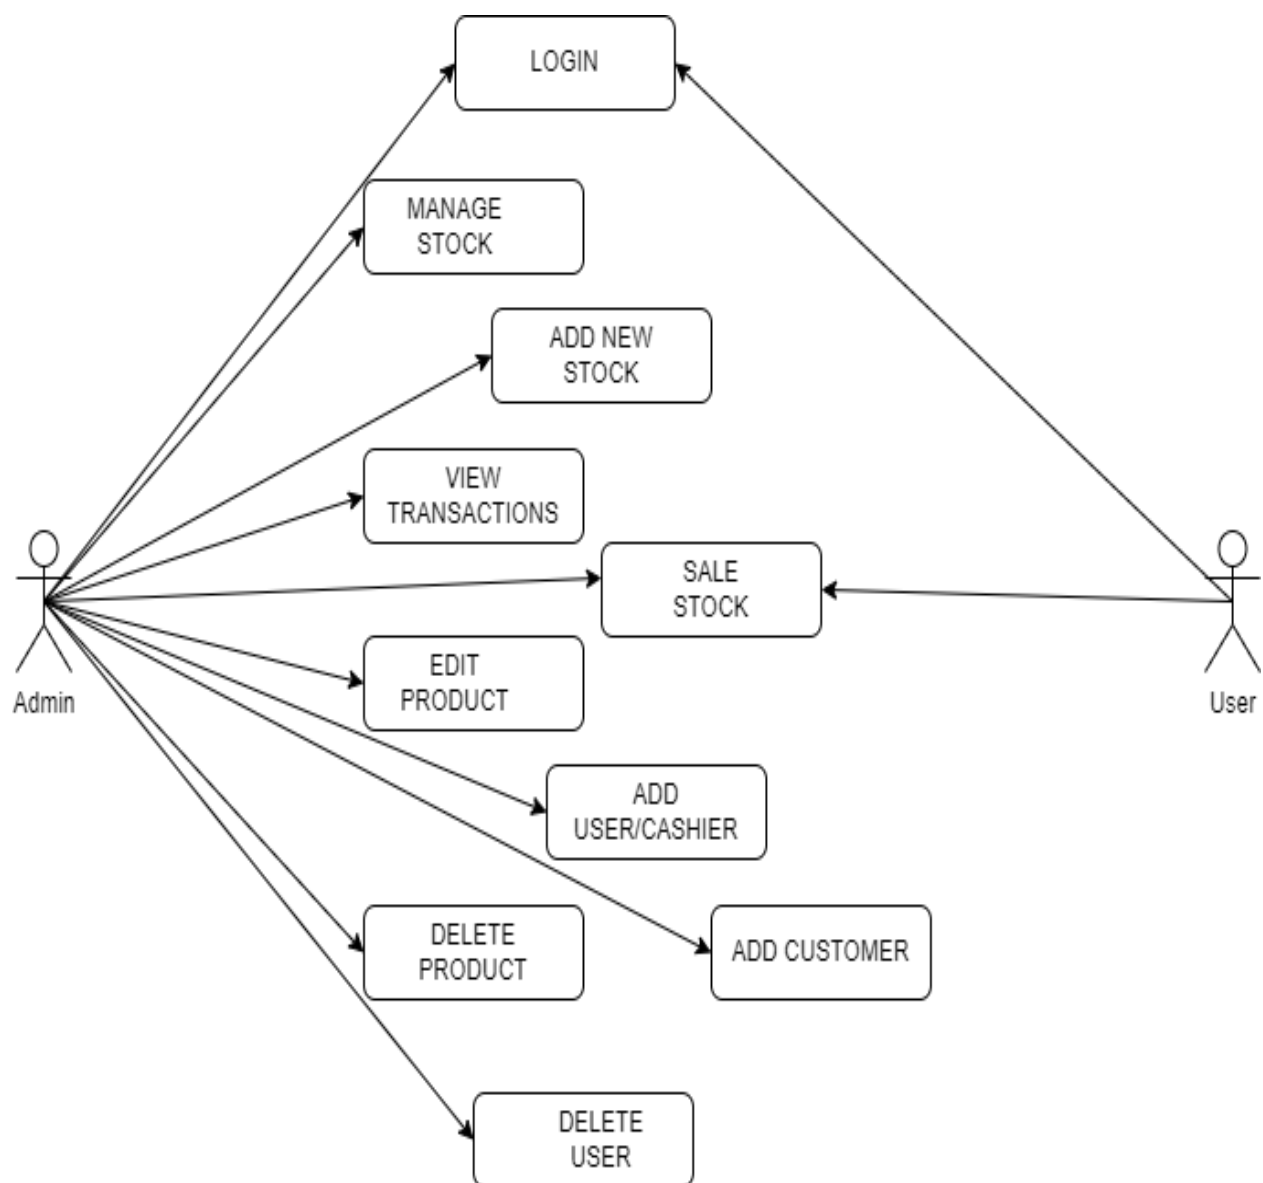 LOGIN
MANAGE
STOCK
ADD NEW
STOCK
VIEW
TRANSACTIONS
SALE
STOCK
Admin
User
EDIT
PRODUCT
ADD
USER/CASHIER
DELETE
PRODUCT
ADD CUSTOMER
DELETE
USER